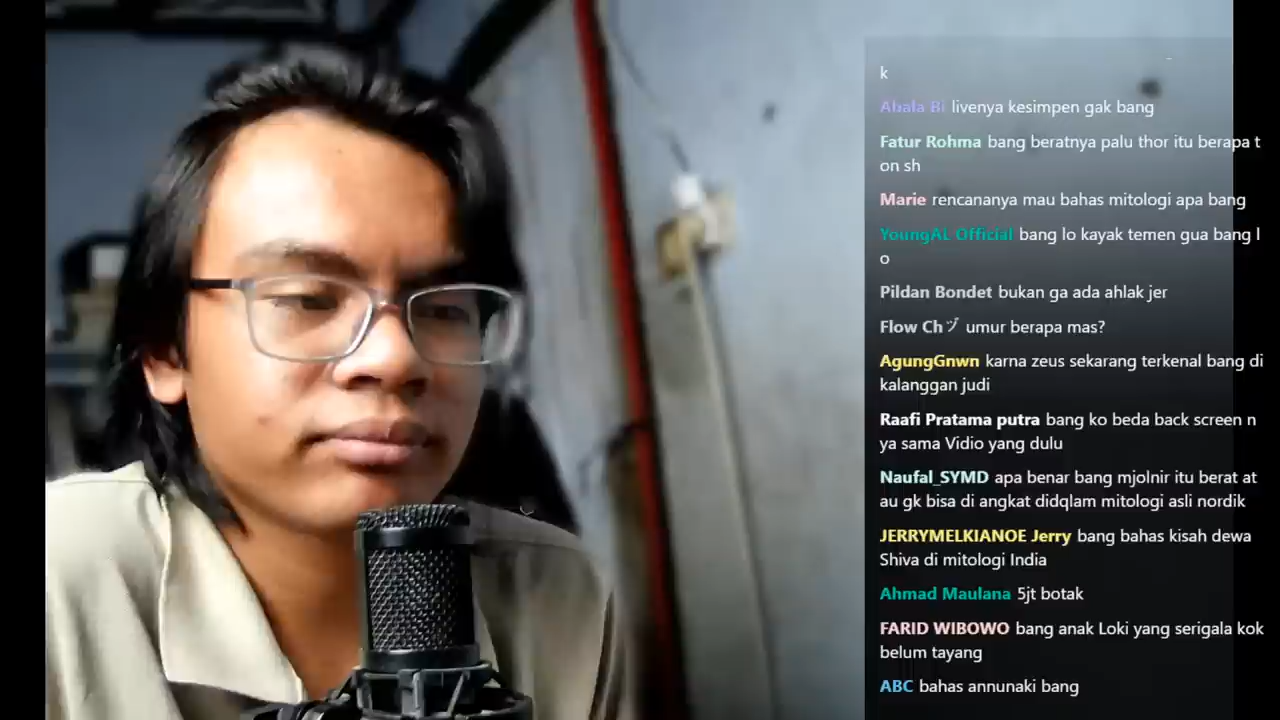 k
Abala Bi livenya kesimpen gak bang
Fatur Rohma bang beratnya palu thor itu berapa t
on sh
Marie rencananya mau bahas mitologi apa bang
YoungAL Official bang lo kayak temen gua bang l
o
Pildan Bondet bukan ga ada ahlak jer
Flow Chヅ umur berapa mas?
AgungGnwn karna zeus sekarang terkenal bang di
kalanggan judi
Raafi Pratama putra bang ko beda back screen n
ya sama Vidio yang dulu
Naufal_SYMD apa benar bang mjolnir itu berat at
au gk bisa di angkat didqlam mitologi asli nordik
JERRYMELKIANOE Jerry bang bahas kisah dewa
Shiva di mitologi India
Ahmad Maulana 5jt botak
FARID WIBOWO bang anak Loki yang serigala kok
belum tayang
ABC bahas annunaki bang